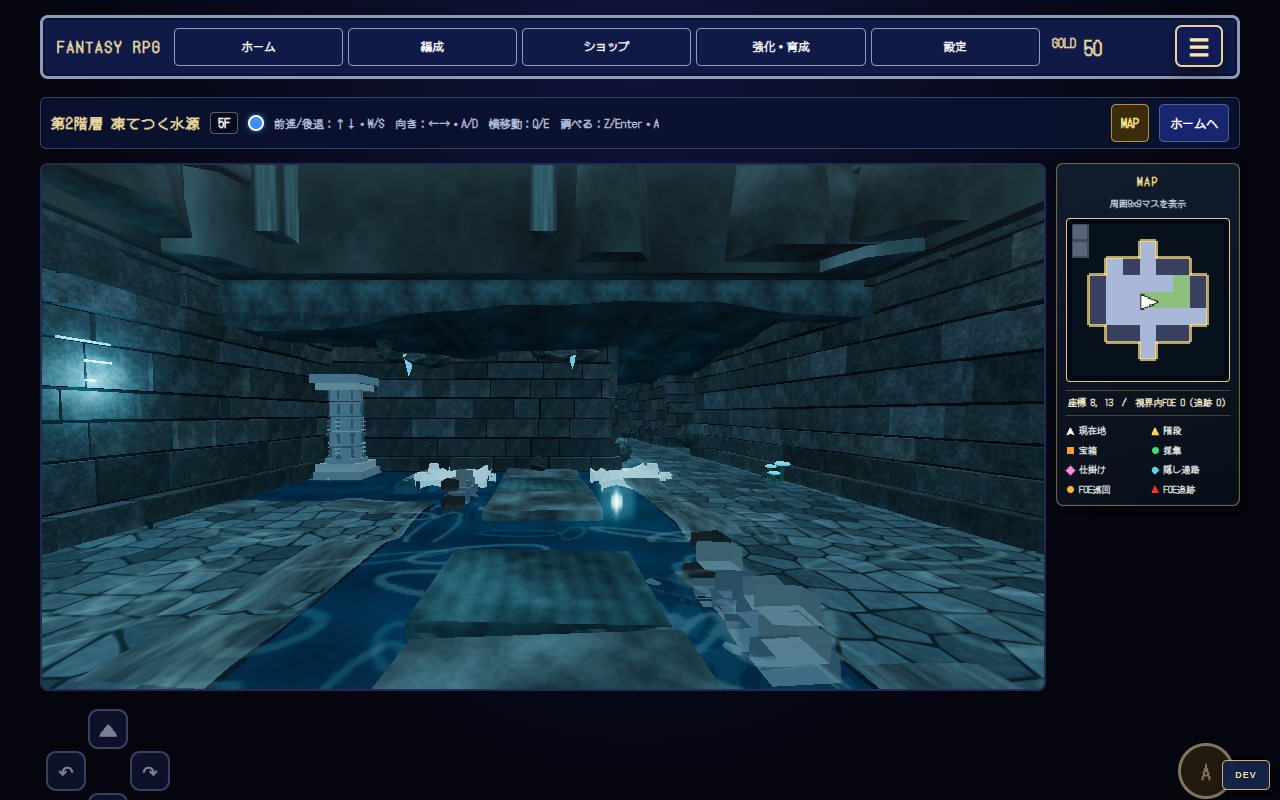 FANTASY RPG
ホーム
編成
ショップ
強化・育成
設定
GOLD 50
第2階層 凍てつく水源
5F
前進/後退:↑↓・W/S 向き:←→・A/D 横移動:Q/E 調べる:Z/Enter・A
MAP
ホームへ
MAP
周囲9x9マスを表示
座標 8, 13 / 視界内FOE 0 (追跡 0)
現在地
階段
宝箱
採集
仕掛け
隠し通路
FOE巡回
FOE追跡
A
DEV